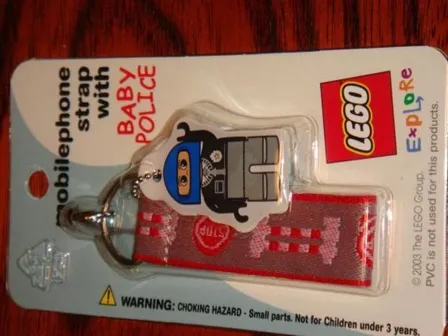 mobilephone
strap
with
BABY
POLICE
LEGO
ExpLoRe
STOP
© 2003 The LEGO Group.
PVC is not used for this products.
WARNING: CHOKING HAZARD - Small parts. Not for Children under 3 years.